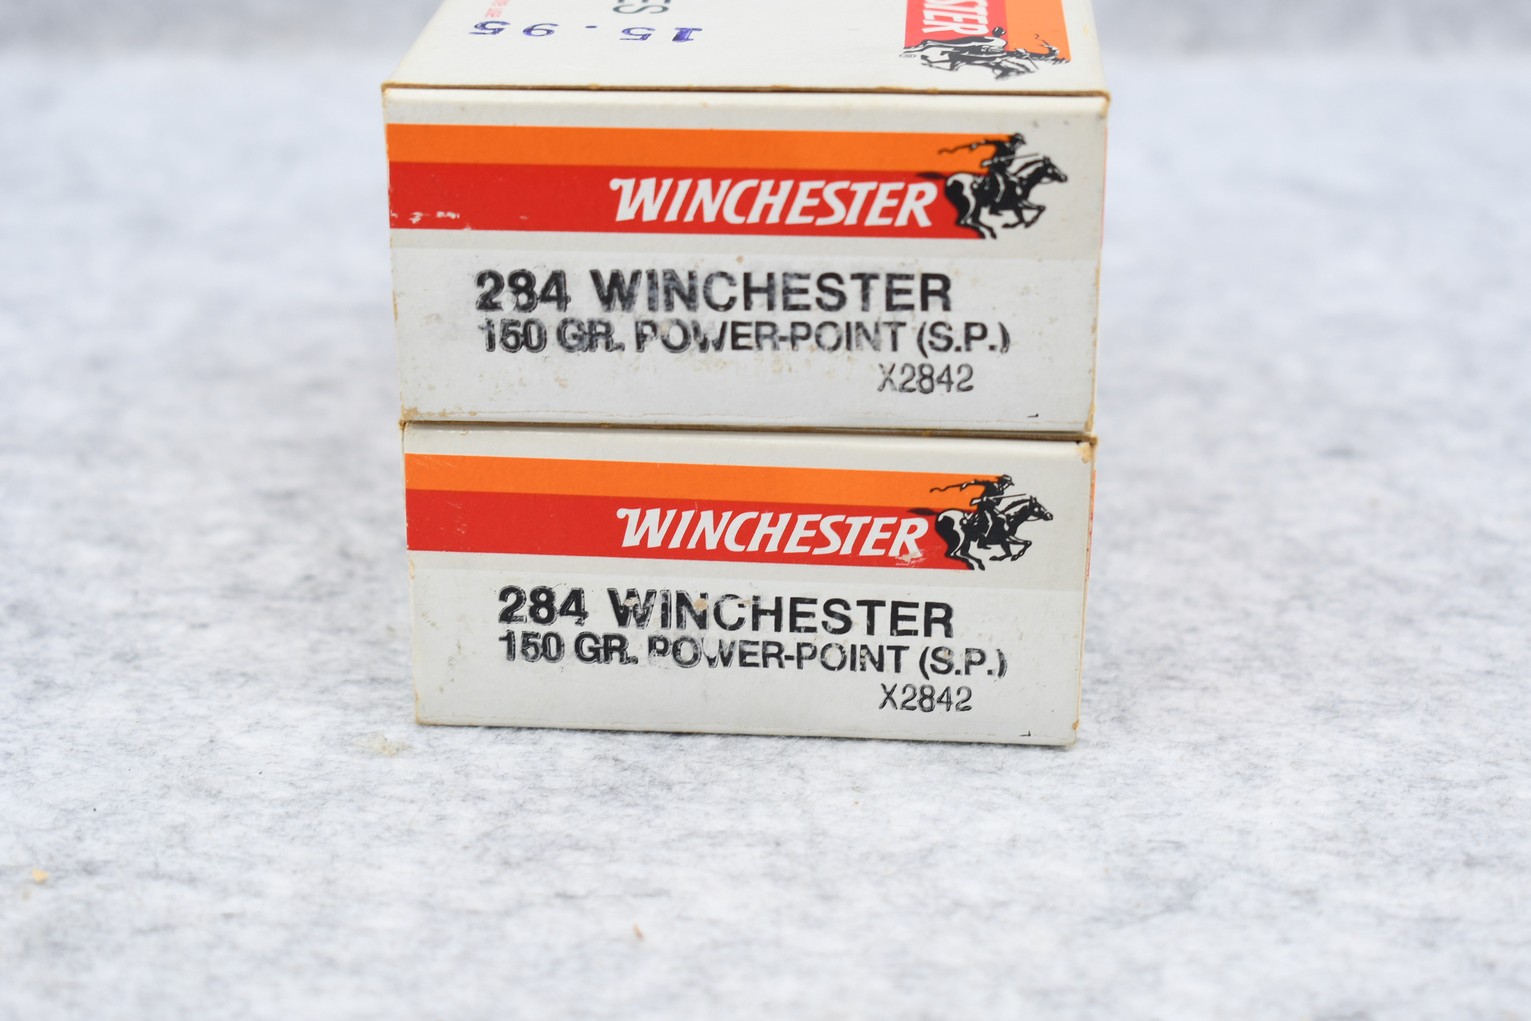 15.95
WINCHESTER
284 WINCHESTER
150 GR. POWER-POINT (S.P.)
X2842
WINCHESTER
284 WINCHESTER
150 GR. POWER-POINT (S.P.)
X2842